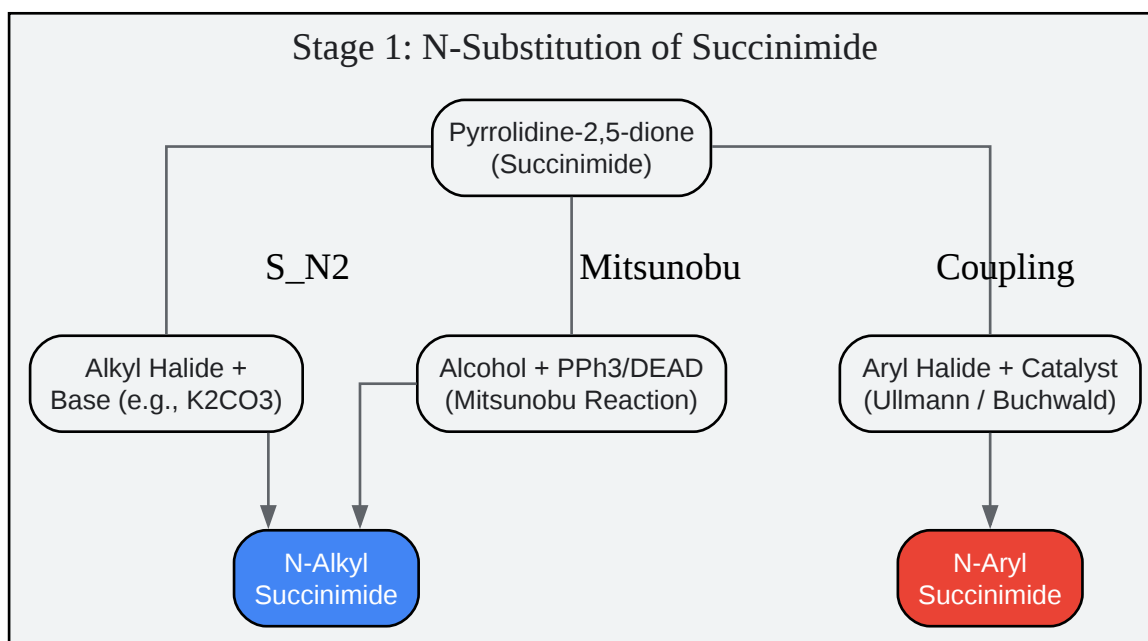 Stage 1: N-Substitution of Succinimide
Pyrrolidine-2,5-dione
(Succinimide)
S_N2
Mitsunobu
Coupling
Alkyl Halide +
Base (e.g., K2CO3)
Alcohol + PPh3/DEAD
(Mitsunobu Reaction)
Aryl Halide + Catalyst
(Ullmann / Buchwald)
N-Alkyl
Succinimide
N-Aryl
Succinimide